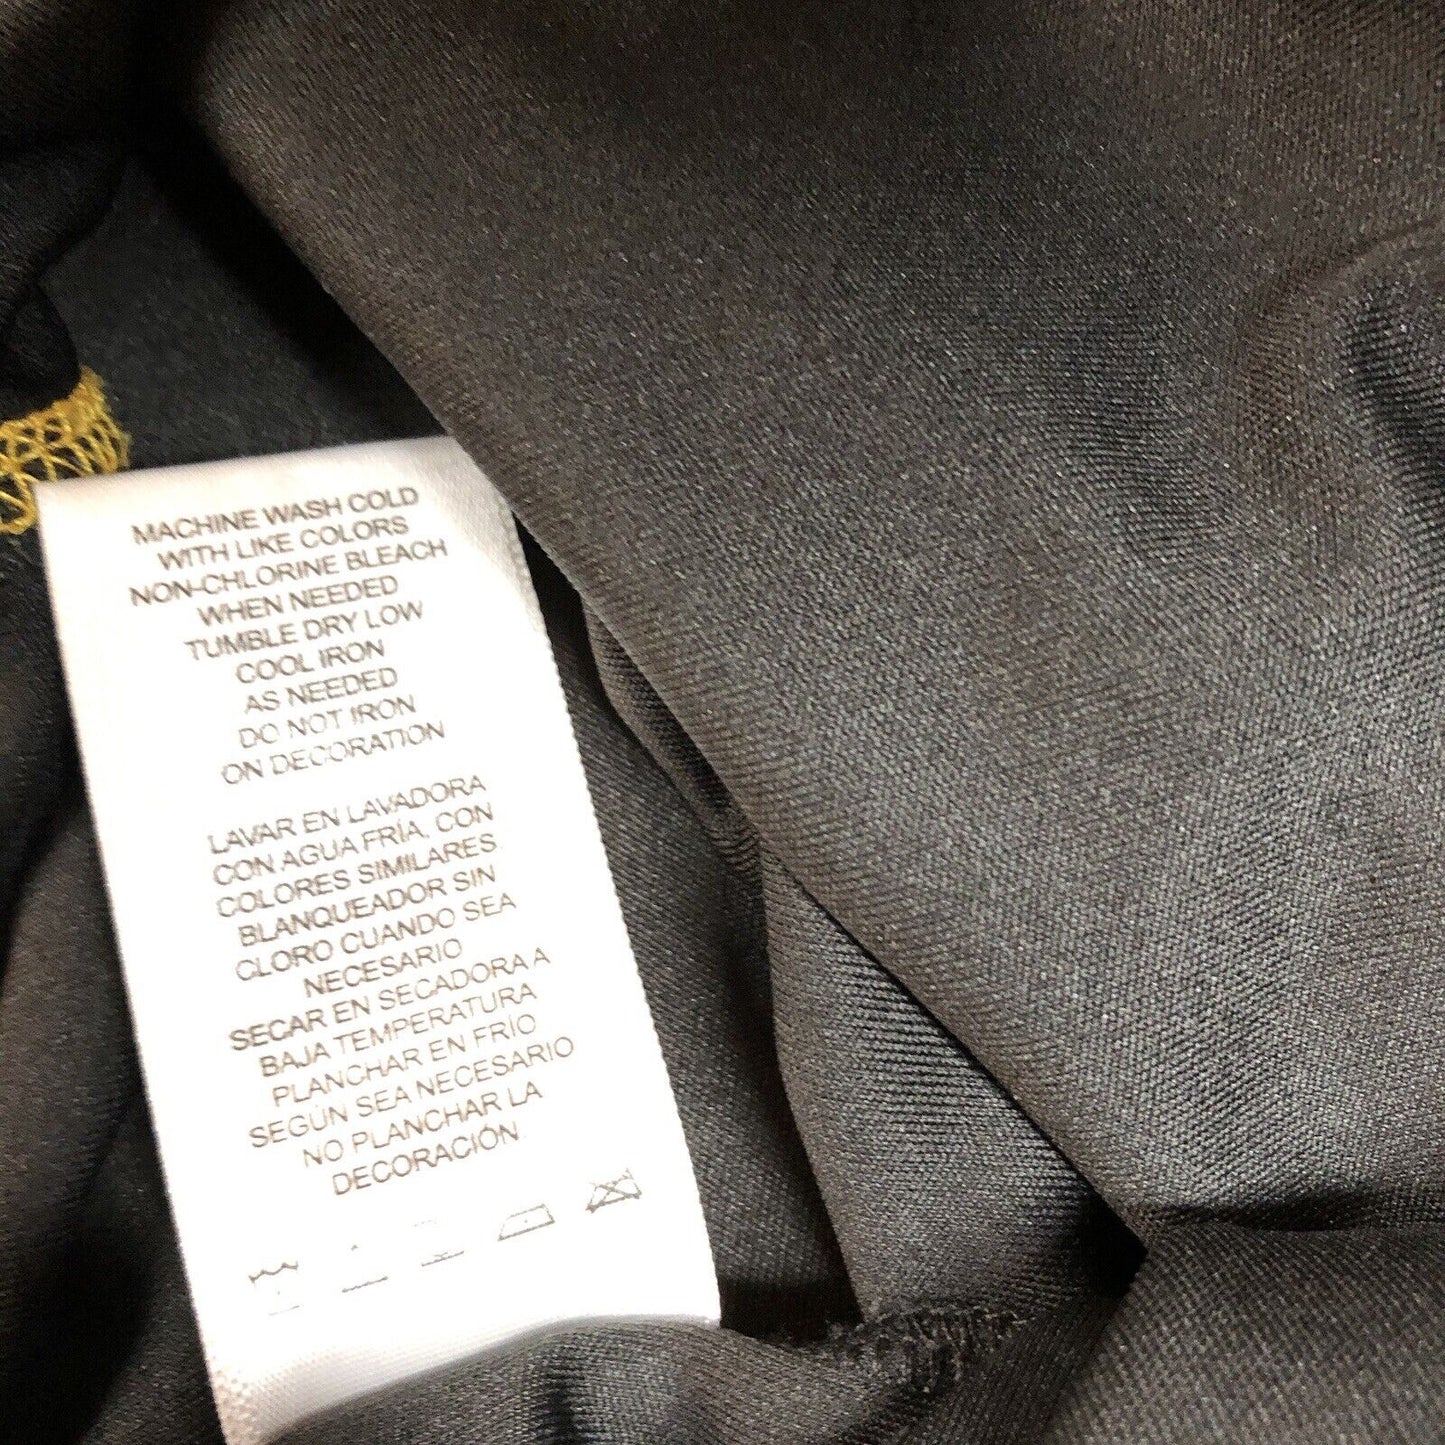 MACHINE WASH COLD
WITH LIKE COLORS
NON-CHLORINE BLEACH
WHEN NEEDED
TUMBLE DRY LOW
COOL IRON
AS NEEDED
DO NOT IRON
ON DECORATION
LAVAR EN LAVADORA
CON AGUA FRÍA, CON
COLORES SIMILARES
BLANQUEADOR SIN
CLORO CUANDO SEA
NECESARIO
SECAR EN SECADORA A
BAJA TEMPERATURA
PLANCHAR EN FRÍO
SEGÚN SEA NECESARIO
NO PLANCHAR LA
DECORACIÓN